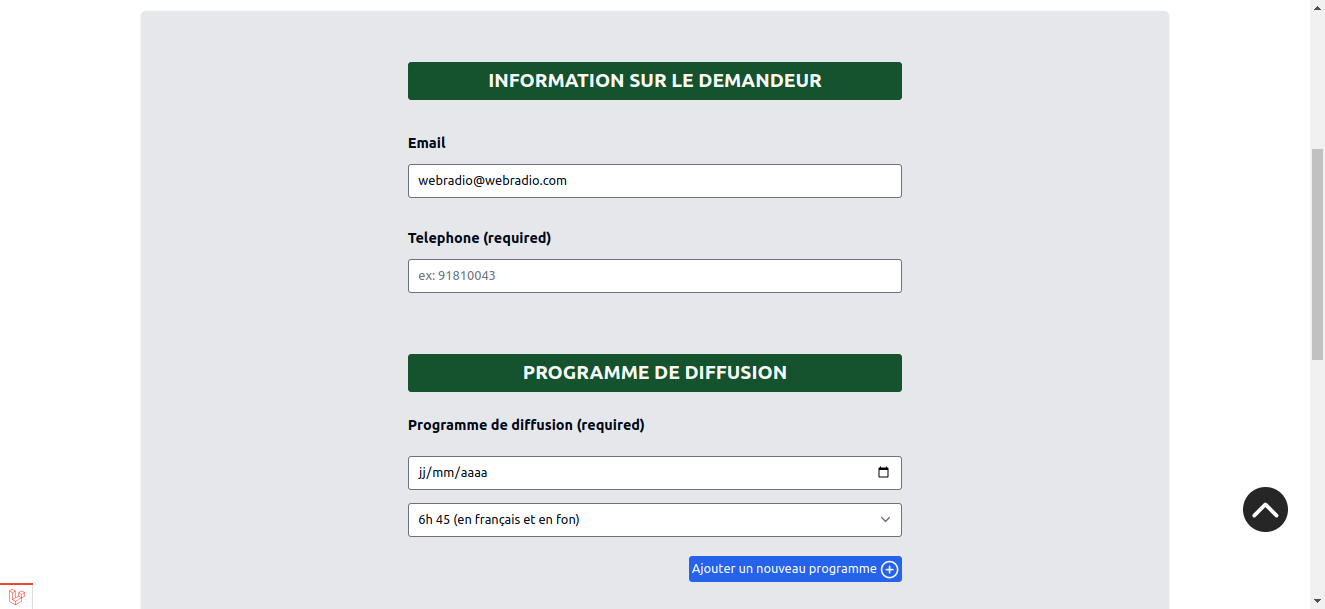 INFORMATION SUR LE DEMANDEUR
Email
webradio@webradio.com
Telephone (required)
ex: 91810043
PROGRAMME DE DIFFUSION
Programme de diffusion (required)
jj/mm/aaaa
6h 45 (en français et en fon)
Ajouter un nouveau programme